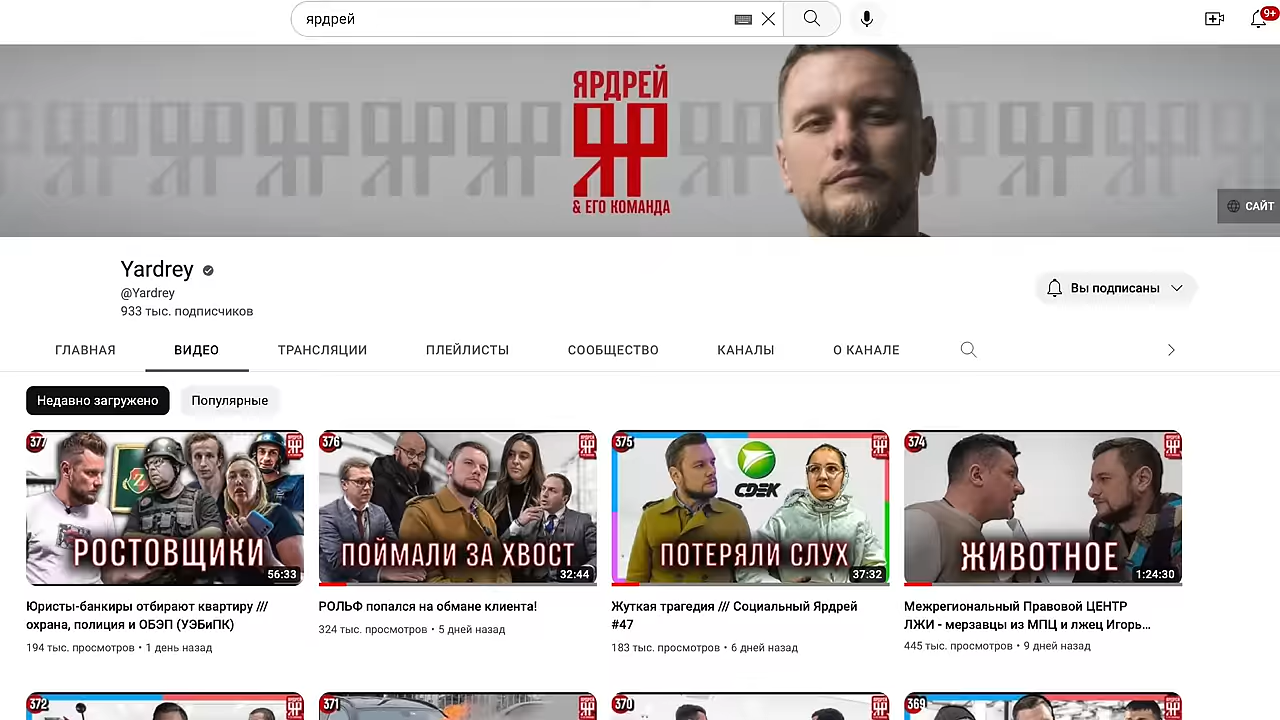 ярдрей
9+
ЯРДРЕЙ
ЯР
& ЕГО КОМАНДА
САЙТ
Yardrey
@Yardrey
933 тыс. подписчиков
Вы подписаны
ГЛАВНАЯ
ВИДЕО
ТРАНСЛЯЦИИ
ПЛЕЙЛИСТЫ
СООБЩЕСТВО
КАНАЛЫ
О КАНАЛЕ
Недавно загружено
Популярные
377
РОСТОВЩИКИ
56:33
376
ПОЙМАЛИ ЗА ХВОСТ
32:44
375
CDEK
ПОТЕРЯЛИ СЛУХ
37:32
374
ЖИВОТНОЕ
1:24:30
Юристы-банкиры отбирают квартиру ///
охрана, полиция и ОБЭП (УЭБиПК)
194 тыс. просмотров • 1 день назад
РОЛЬФ попался на обмане клиента!
324 тыс. просмотров • 5 дней назад
Жуткая трагедия /// Социальный Ярдрей
#47
183 тыс. просмотров • 6 дней назад
Межрегиональный Правовой ЦЕНТР
ЛЖИ - мерзавцы из МПЦ и лжец Игорь...
445 тыс. просмотров • 9 дней назад
372
371
370
369